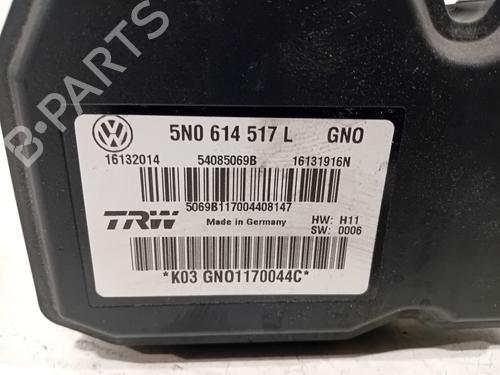 B-PARTS
5N0 614 517 L GNO
16132014 54085069B 16131916N
5069B117004408147
TRW Made in Germany HW: H11
SW: 0006
*K03 GNO1170044C*